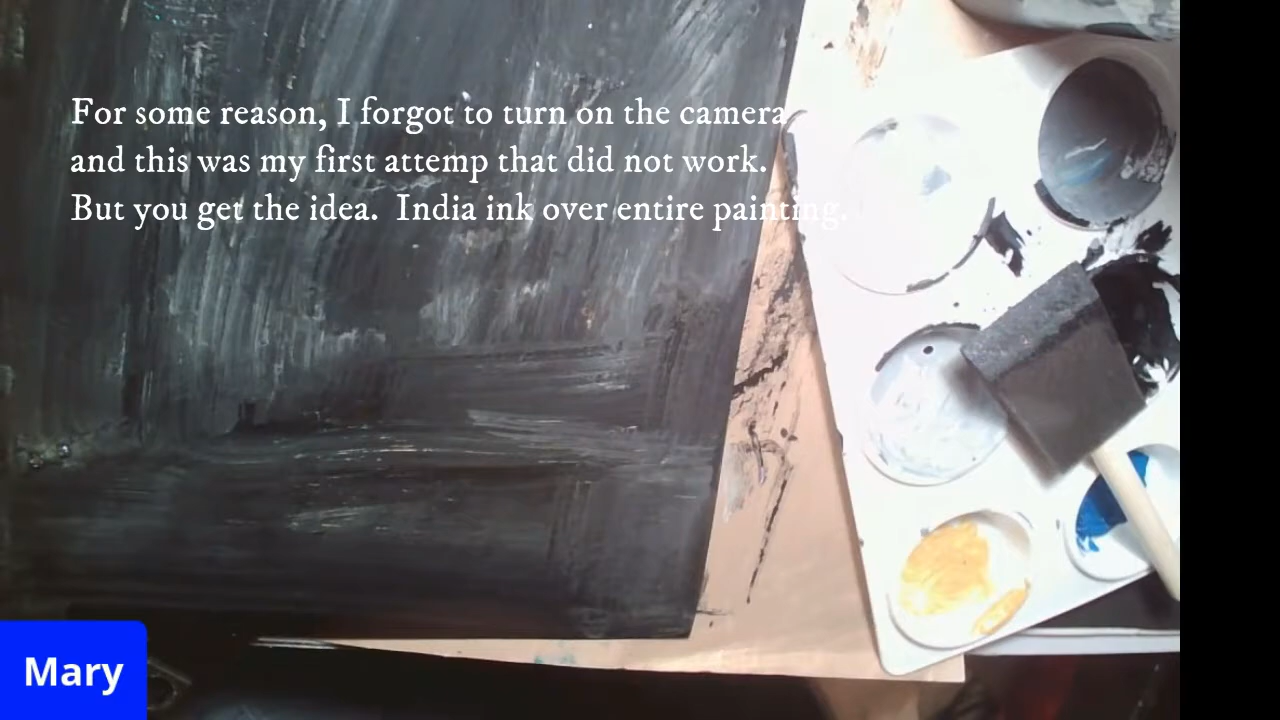 For some reason, I forgot to turn on the camera
and this was my first attemp that did not work.
But you get the idea.  India ink over entire painting.
Mary